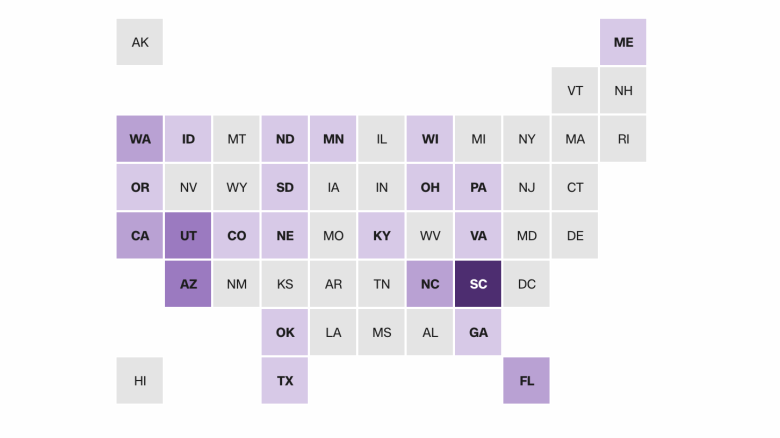 AK ME
VT NH
WA ID MT ND MN IL WI MI NY MA RI
OR NV WY SD IA IN OH PA NJ CT
CA UT CO NE MO KY WV VA MD DE
AZ NM KS AR TN NC SC DC
OK LA MS AL GA
HI TX FL